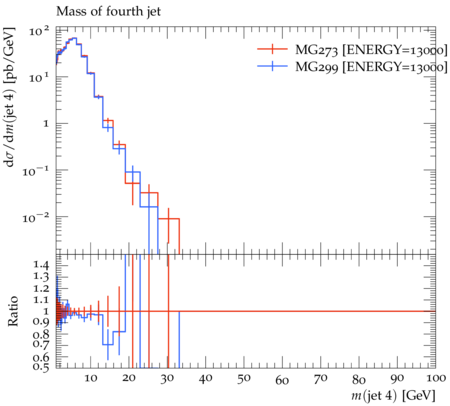 Mass of fourth jet
dσ/dm(jet 4) [pb/GeV]
10²
10¹
1
10⁻¹
10⁻²
MG273 [ENERGY=13000]
MG299 [ENERGY=13000]
Ratio
1.4
1.3
1.2
1.1
1
0.9
0.8
0.7
0.6
0.5
10 20 30 40 50 60 70 80 90 100
m(jet 4) [GeV]